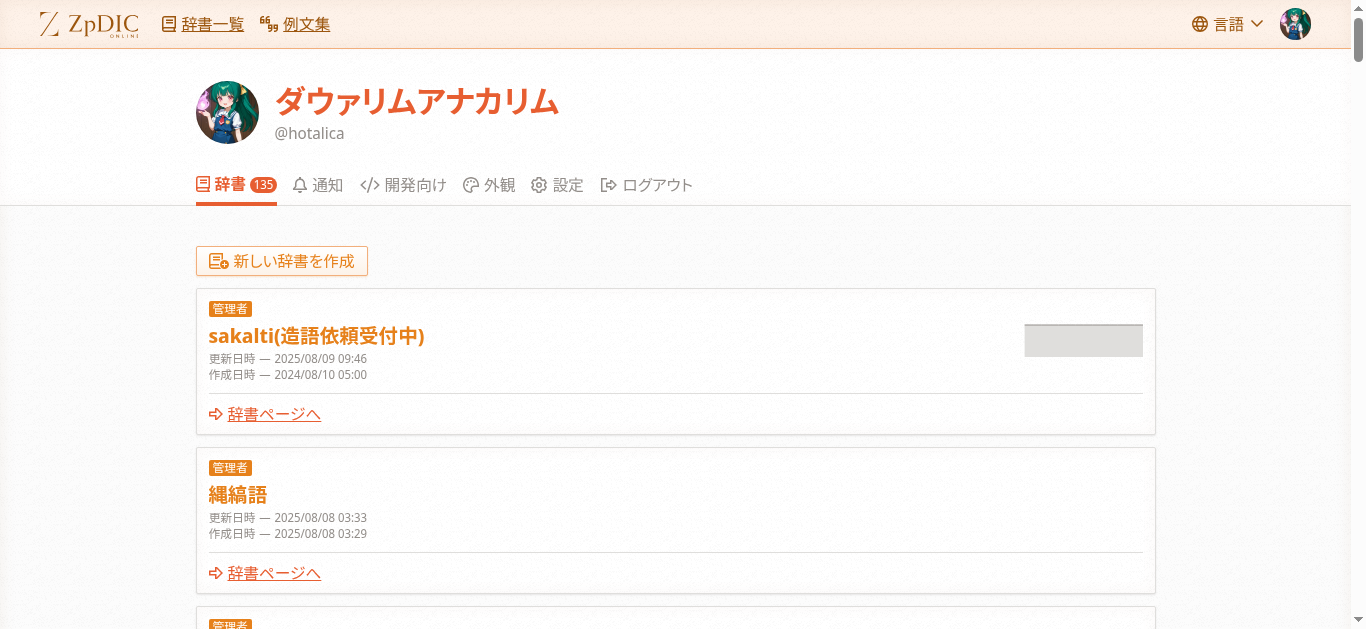 ZpDIC ONLINE 辞書一覧 例文集 言語
ダウァリムアナカリム
@hotalica
辞書 135 通知 開発向け 外観 設定 ログアウト
新しい辞書を作成
管理者
sakalti(造語依頼受付中)
更新日時 — 2025/08/09 09:46
作成日時 — 2024/08/10 05:00
辞書ページへ
管理者
縄縞語
更新日時 — 2025/08/08 03:33
作成日時 — 2025/08/08 03:29
辞書ページへ
管理者